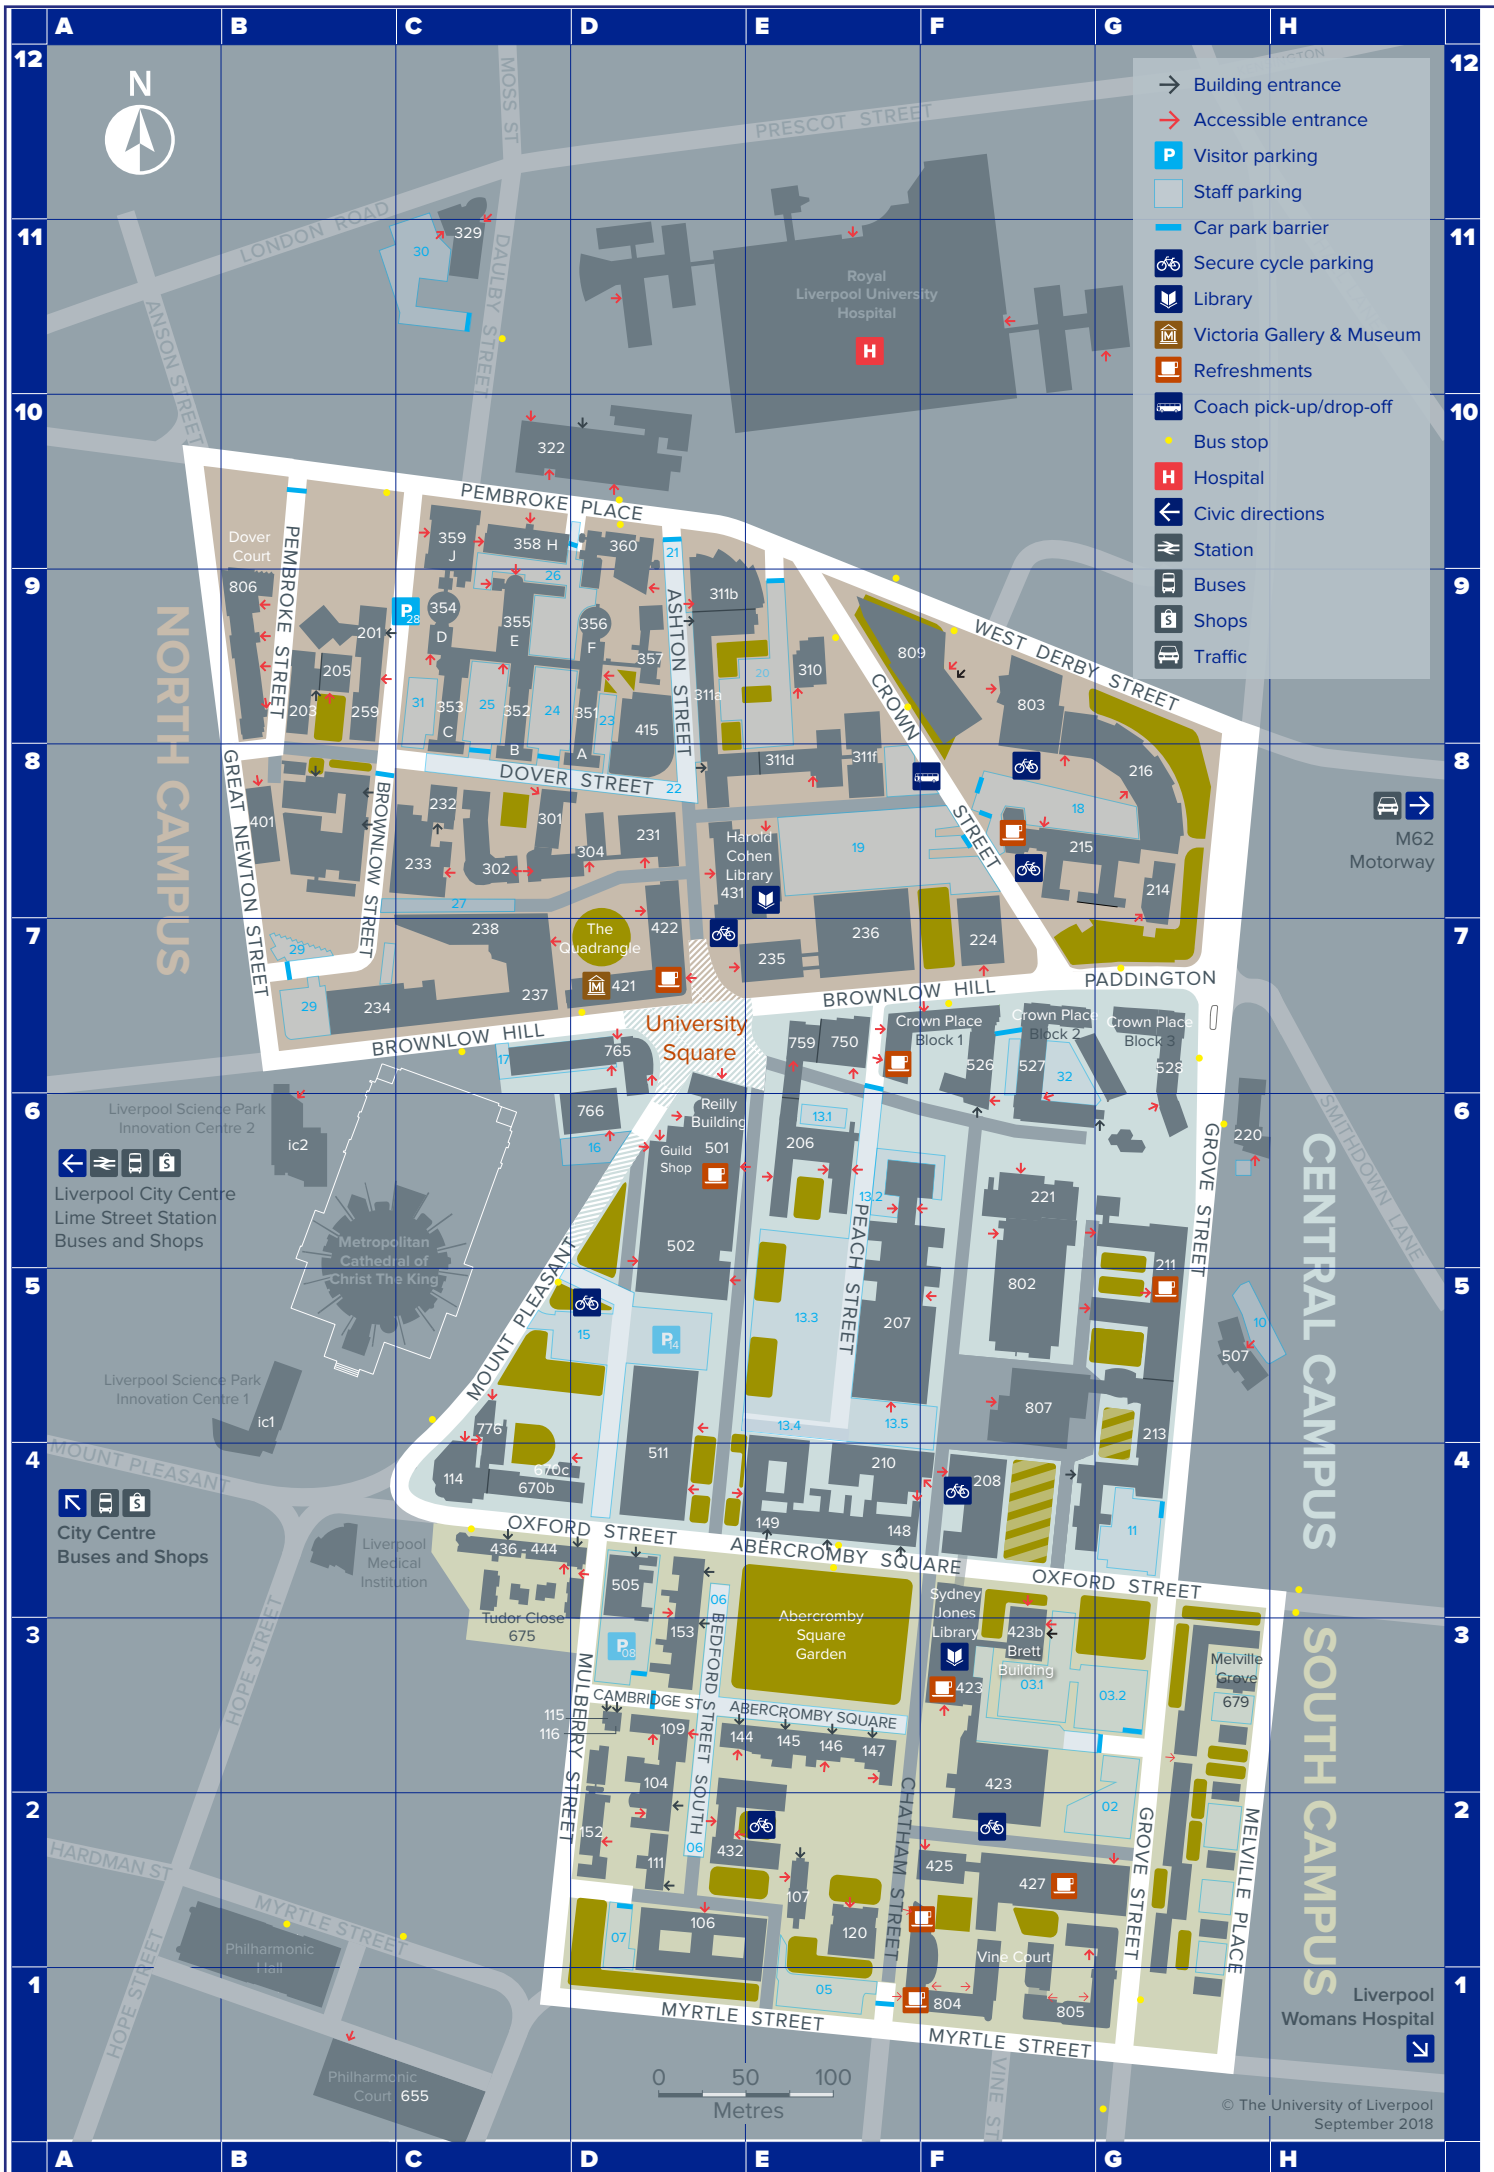 A B C D E F G H
12 12
N
MOSS ST
PRESCOT STREET
Building entrance
Accessible entrance
P Visitor parking
Staff parking
Car park barrier
Secure cycle parking
Library
Victoria Gallery & Museum
Refreshments
Coach pick-up/drop-off
Bus stop
H Hospital
Civic directions
Station
Buses
S Shops
Traffic
11 11
LONDON ROAD
329
30
DAULBY STREET
ANSON STREET
Royal
Liverpool University
Hospital
H
10 10
322
PEMBROKE PLACE
Dover
Court
PEMBROKE STREET
359
J
358 H
360
21
26
9 9
NORTH CAMPUS
806
P 28
354
D
355
E
356
F
311b
ASHTON STREET
WEST DERBY STREET
201
205
203
259
357
310
20
809
CROWN
STREET
803
31
353
C
25
352
B
24
351
A
23
415
311a
8 8
GREAT NEWTON STREET
BROWNLOW STREET
DOVER STREET
22
311d
311f
216
18
401
232
301
304
231
233
302
Harold
Cohen
Library
431
19
215
214
M62
Motorway
27
7 7
238
The
Quadrangle
422
235
236
224
29
29
234
237
421
BROWNLOW HILL
PADDINGTON
BROWNLOW HILL
University
Square
17
765
759
750
Crown Place
Block 1
Crown Place
Block 2
Crown Place
Block 3
526
527
32
528
6 6
Liverpool Science Park
Innovation Centre 2
ic2
766
16
Reilly
Building
Guild
Shop
501
13.1
206
13.2
220
SMITHDOWN LANE
GROVE STREET
CENTRAL CAMPUS
S
Liverpool City Centre
Lime Street Station
Buses and Shops
Metropolitan
Cathedral of
Christ The King
502
PEACH STREET
221
211
5 5
MOUNT PLEASANT
15
P 14
13.3
207
802
10
507
Liverpool Science Park
Innovation Centre 1
ic1
776
13.4
13.5
807
213
4 4
MOUNT PLEASANT
114
670c
670b
511
210
208
S
City Centre
Buses and Shops
149
148
11
OXFORD STREET
ABERCROMBY SQUARE
OXFORD STREET
Liverpool
Medical
Institution
436 - 444
505
06
Sydney
Jones
Library
Tudor Close
675
3 3
HOPE STREET
MULBERRY STREET
P 08
153
BEDFORD STREET SOUTH
Abercromby
Square
Garden
423b
Brett
Building
03.1
03.2
423
Melville
Grove
679
SOUTH CAMPUS
CAMBRIDGE ST
ABERCROMBY SQUARE
115
116
109
144
145
146
147
104
423
2 2
HARDMAN ST
152
111
06
432
107
CHATHAM STREET
425
427
02
GROVE STREET
MELVILLE PLACE
MYRTLE STREET
Philharmonic
Hall
07
106
120
Vine Court
1 1
HOPE STREET
05
804
805
MYRTLE STREET
MYRTLE STREET
Liverpool
Womans Hospital
Philharmonic
Court 655
0 50 100
Metres
VINE ST
© The University of Liverpool
September 2018
A B C D E F G H